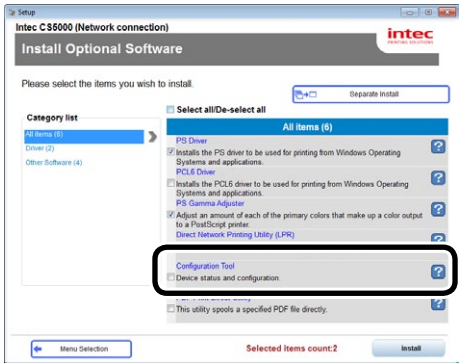 Setup
Intec CS5000 (Network connection)
intec
PRINTING SOLUTIONS
Install Optional Software
Please select the items you wish to install.
Separate Install
Select all/De-select all
Category list
All items (6)
Driver (2)
Other Software (4)
All items (6)
PS Driver
Installs the PS driver to be used for printing from Windows Operating
Systems and applications.
PCL6 Driver
Installs the PCL6 driver to be used for printing from Windows Operating
Systems and applications.
PS Gamma Adjuster
Adjust an amount of each of the primary colors that make up a color output
to a PostScript printer.
Direct Network Printing Utility (LPR)
Configuration Tool
Device status and configuration.
This utility spools a specified PDF file directly.
Menu Selection
Selected items count:2
Install